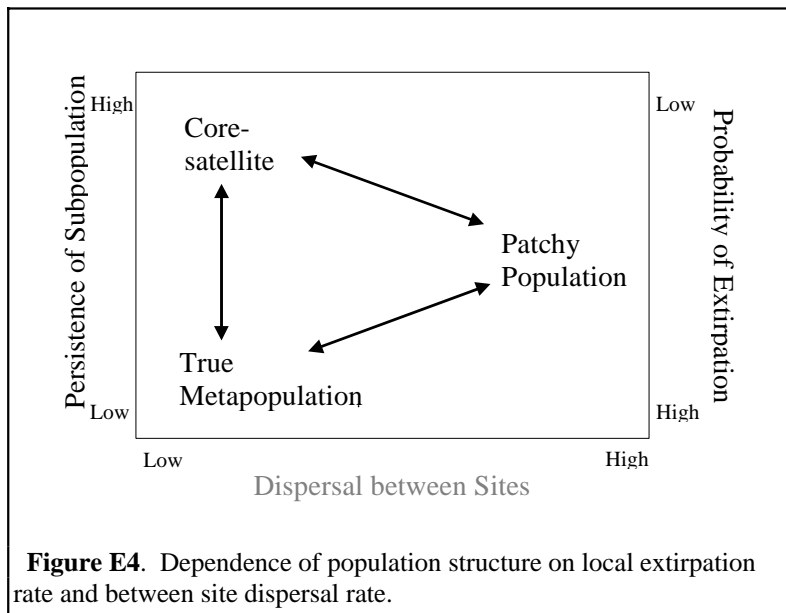 Persistence of Subpopulation
High
Low
Core-
satellite
Patchy
Population
True
Metapopulation
Low
High
Probability of Extirpation
Low
High
Dispersal between Sites
Figure E4. Dependence of population structure on local extirpation
rate and between site dispersal rate.